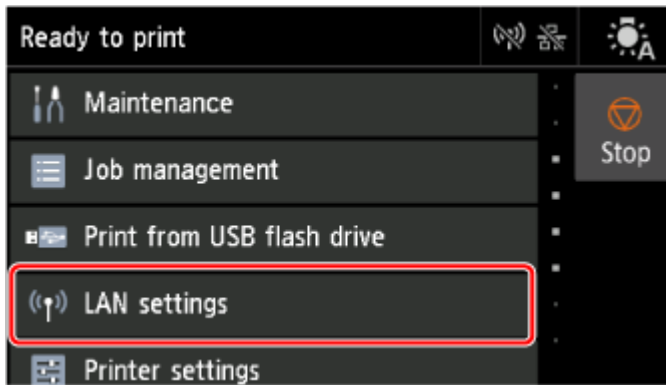 Ready to print
A
Maintenance
Stop
Job management
Print from USB flash drive
LAN settings
Printer settings